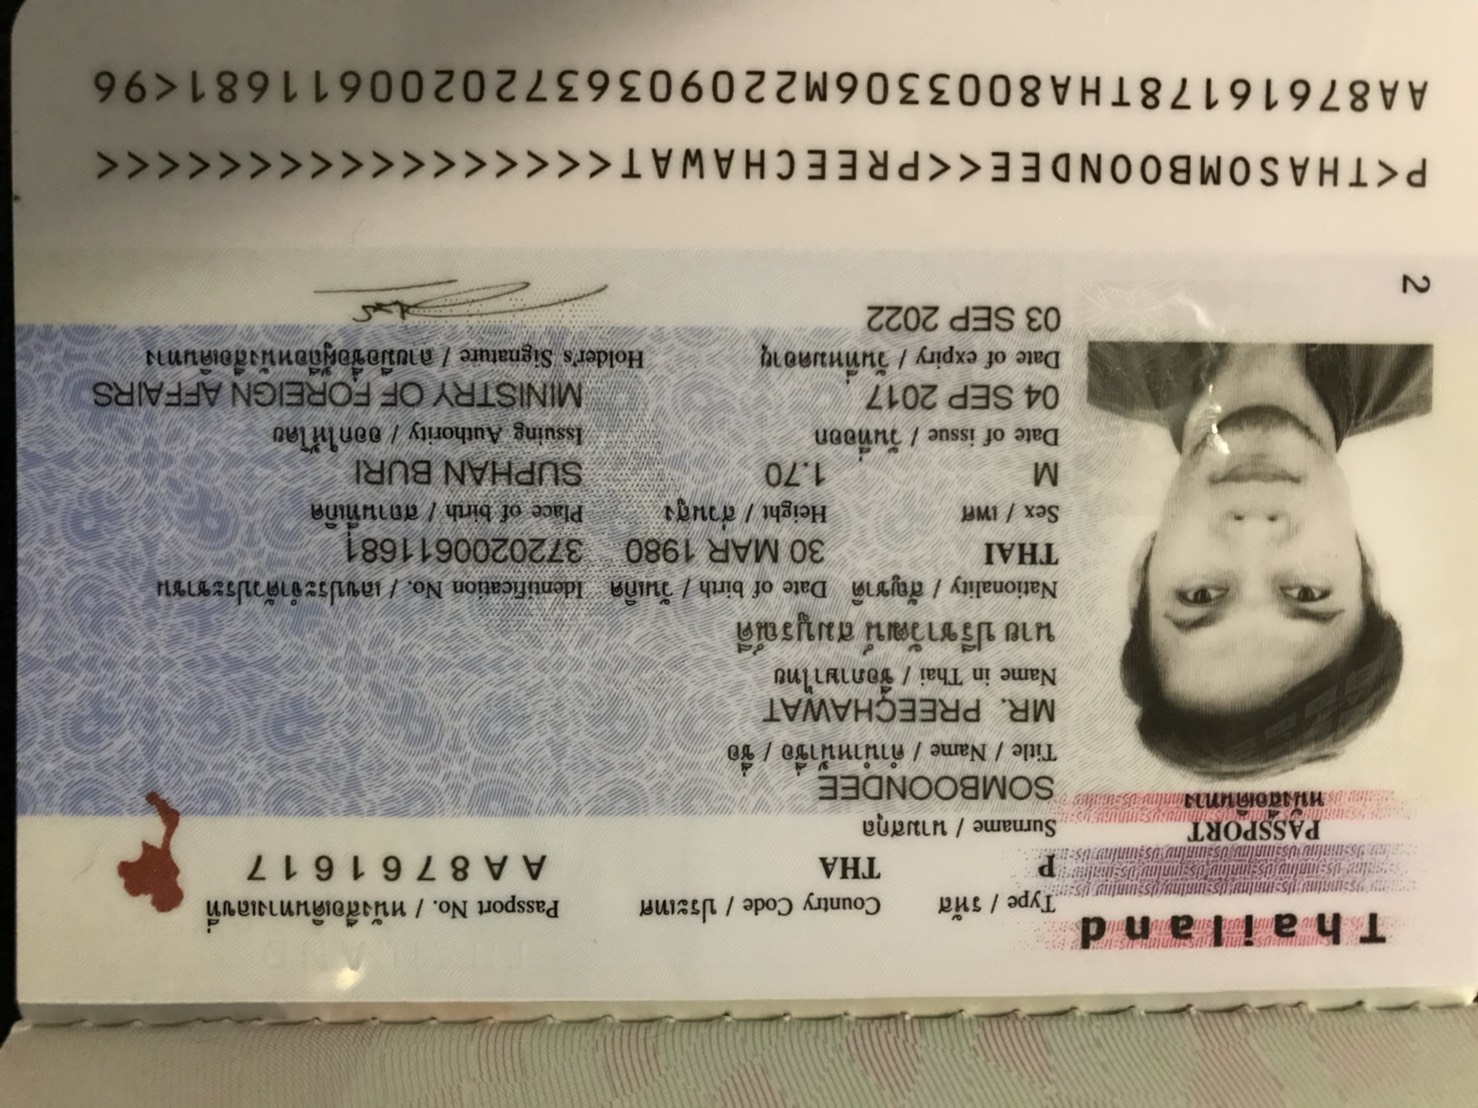 Thailand
Type / รหัส
Country Code / ประเทศ
Passport No. / หนังสือเดินทางเลขที่
P
THA
AA8761617
PASSPORT
หนังสือเดินทาง
Surname / นามสกุล
SOMBOONDEE
Title / Name / คำนำหน้าชื่อ / ชื่อ
MR. PREECHAWAT
Name in Thai / ชื่อภาษาไทย
นาย ปรีชาวัฒน์ สมบูรณ์ดี
Nationality / สัญชาติ
Date of birth / วันเกิด
Identification No. / เลขประจำตัวประชาชน
THAI
30 MAR 1980
3720200611681
Sex / เพศ
Height / ส่วนสูง
Place of birth / สถานที่เกิด
M
1.70
SUPHAN BURI
Date of issue / วันที่ออก
Issuing Authority / ออกให้โดย
04 SEP 2017
MINISTRY OF FOREIGN AFFAIRS
Date of expiry / วันที่หมดอายุ
Holder's Signature / ลายมือชื่อผู้ถือหนังสือเดินทาง
03 SEP 2022
2
P<THASOMBOONDEE<<PREECHAWAT<<<<<<<<<<<<<<<<<
AA87616178THA8003306M22090363720200611681<96